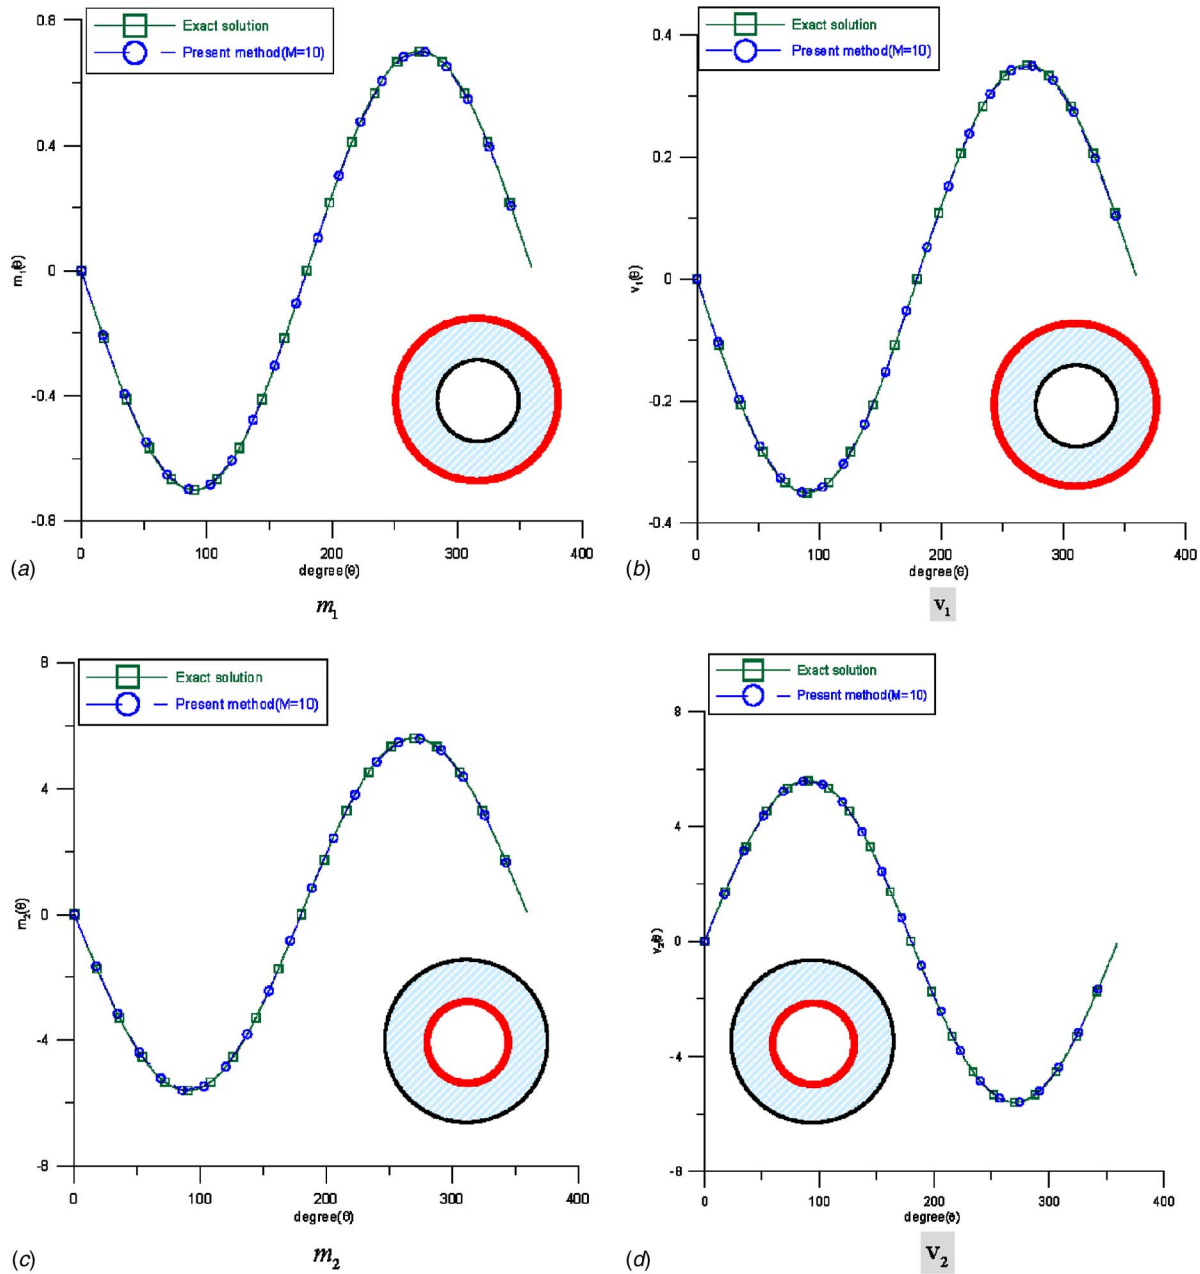 Exact solution
Present method(M=10)
0.8
0.4
0
-0.4
-0.8
m₁(θ)
0
100
200
300
400
degree(θ)
(a)
m₁
Exact solution
Present method(M=10)
0.4
0.2
0
-0.2
-0.4
v₁(θ)
0
100
200
300
400
degree(θ)
(b)
v₁
Exact solution
Present method(M=10)
8
4
0
-4
-8
m₂(θ)
0
100
200
300
400
degree(θ)
(c)
m₂
Exact solution
Present method(M=10)
8
4
0
-4
-8
v₂(θ)
0
100
200
300
400
degree(θ)
(d)
v₂